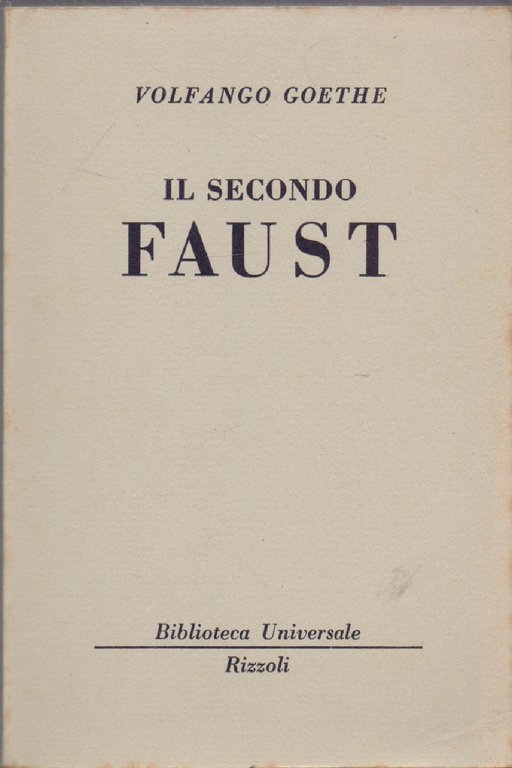 VOLFANGO GOETHE
IL SECONDO
FAUST
Biblioteca Universale
Rizzoli